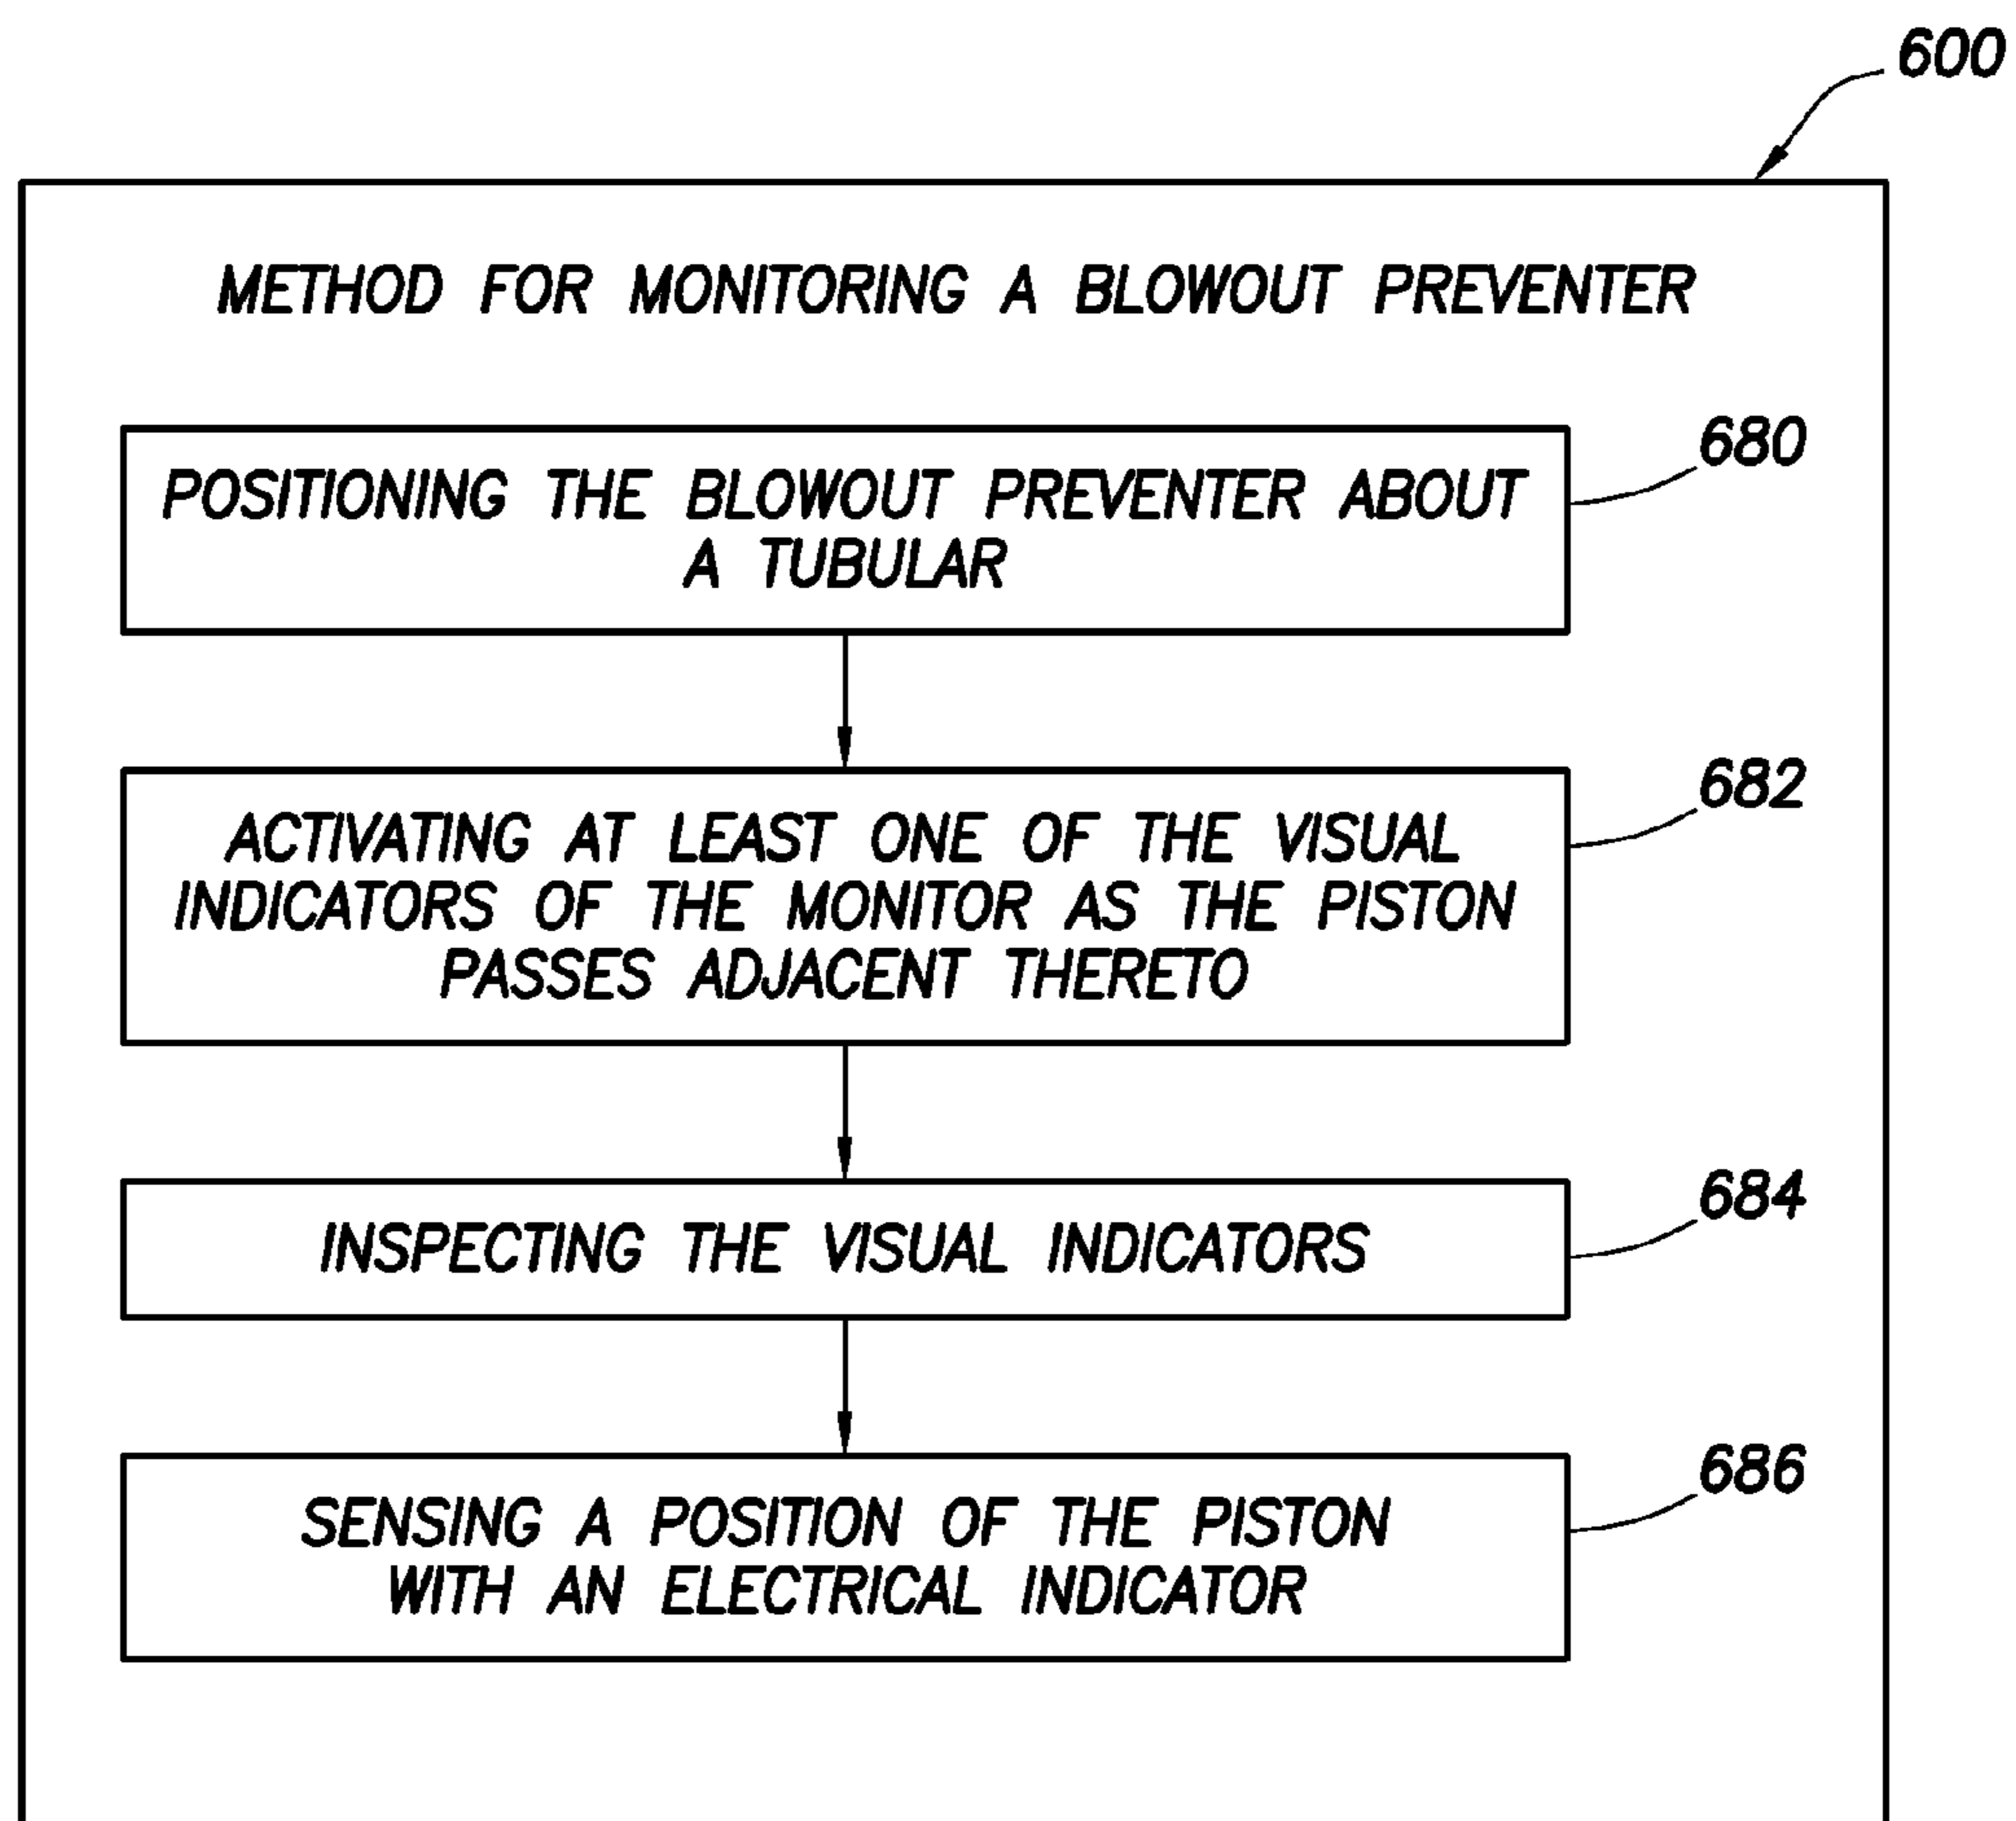 600
METHOD FOR MONITORING A BLOWOUT PREVENTER
680
POSITIONING THE BLOWOUT PREVENTER ABOUT
A TUBULAR
682
ACTIVATING AT LEAST ONE OF THE VISUAL
INDICATORS OF THE MONITOR AS THE PISTON
PASSES ADJACENT THERETO
684
INSPECTING THE VISUAL INDICATORS
686
SENSING A POSITION OF THE PISTON
WITH AN ELECTRICAL INDICATOR